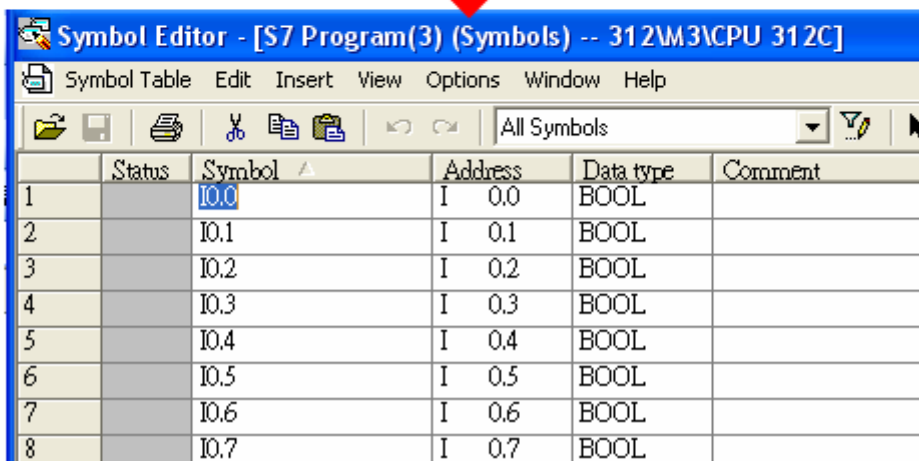 Symbol Editor - [S7 Program(3) (Symbols) -- 312\M3\CPU 312C]
Symbol Table Edit Insert View Options Window Help
All Symbols
Status Symbol Address Data type Comment
1 I0.0 I 0.0 BOOL
2 I0.1 I 0.1 BOOL
3 I0.2 I 0.2 BOOL
4 I0.3 I 0.3 BOOL
5 I0.4 I 0.4 BOOL
6 I0.5 I 0.5 BOOL
7 I0.6 I 0.6 BOOL
8 I0.7 I 0.7 BOOL